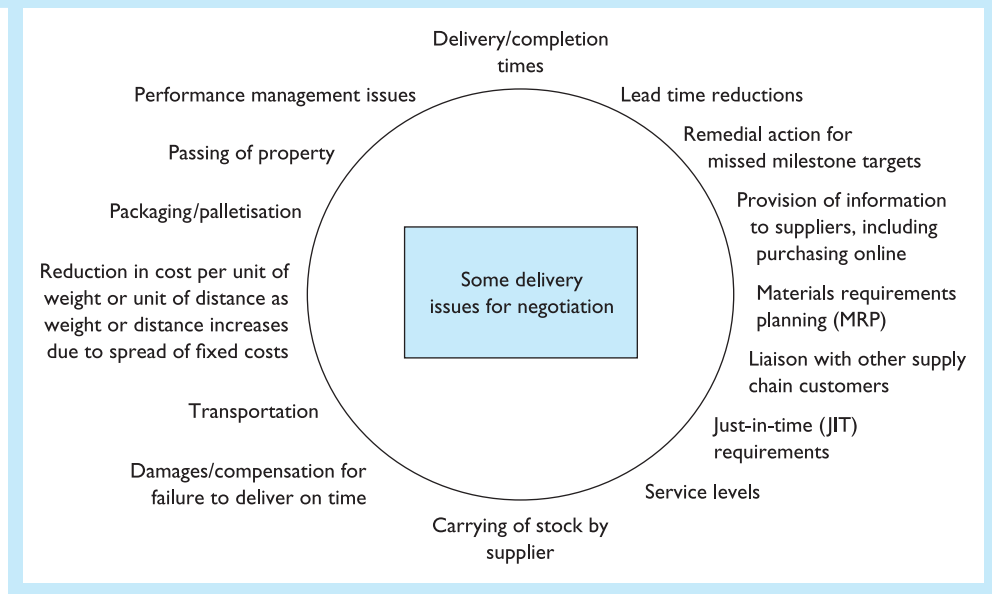 Delivery/completion
times
Lead time reductions
Remedial action for
missed milestone targets
Provision of information
to suppliers, including
purchasing online
Materials requirements
planning (MRP)
Liaison with other supply
chain customers
Just-in-time (JIT)
requirements
Service levels
Carrying of stock by
supplier
Damages/compensation for
failure to deliver on time
Transportation
Reduction in cost per unit of
weight or unit of distance as
weight or distance increases
due to spread of fixed costs
Packaging/palletisation
Passing of property
Performance management issues
Some delivery
issues for negotiation